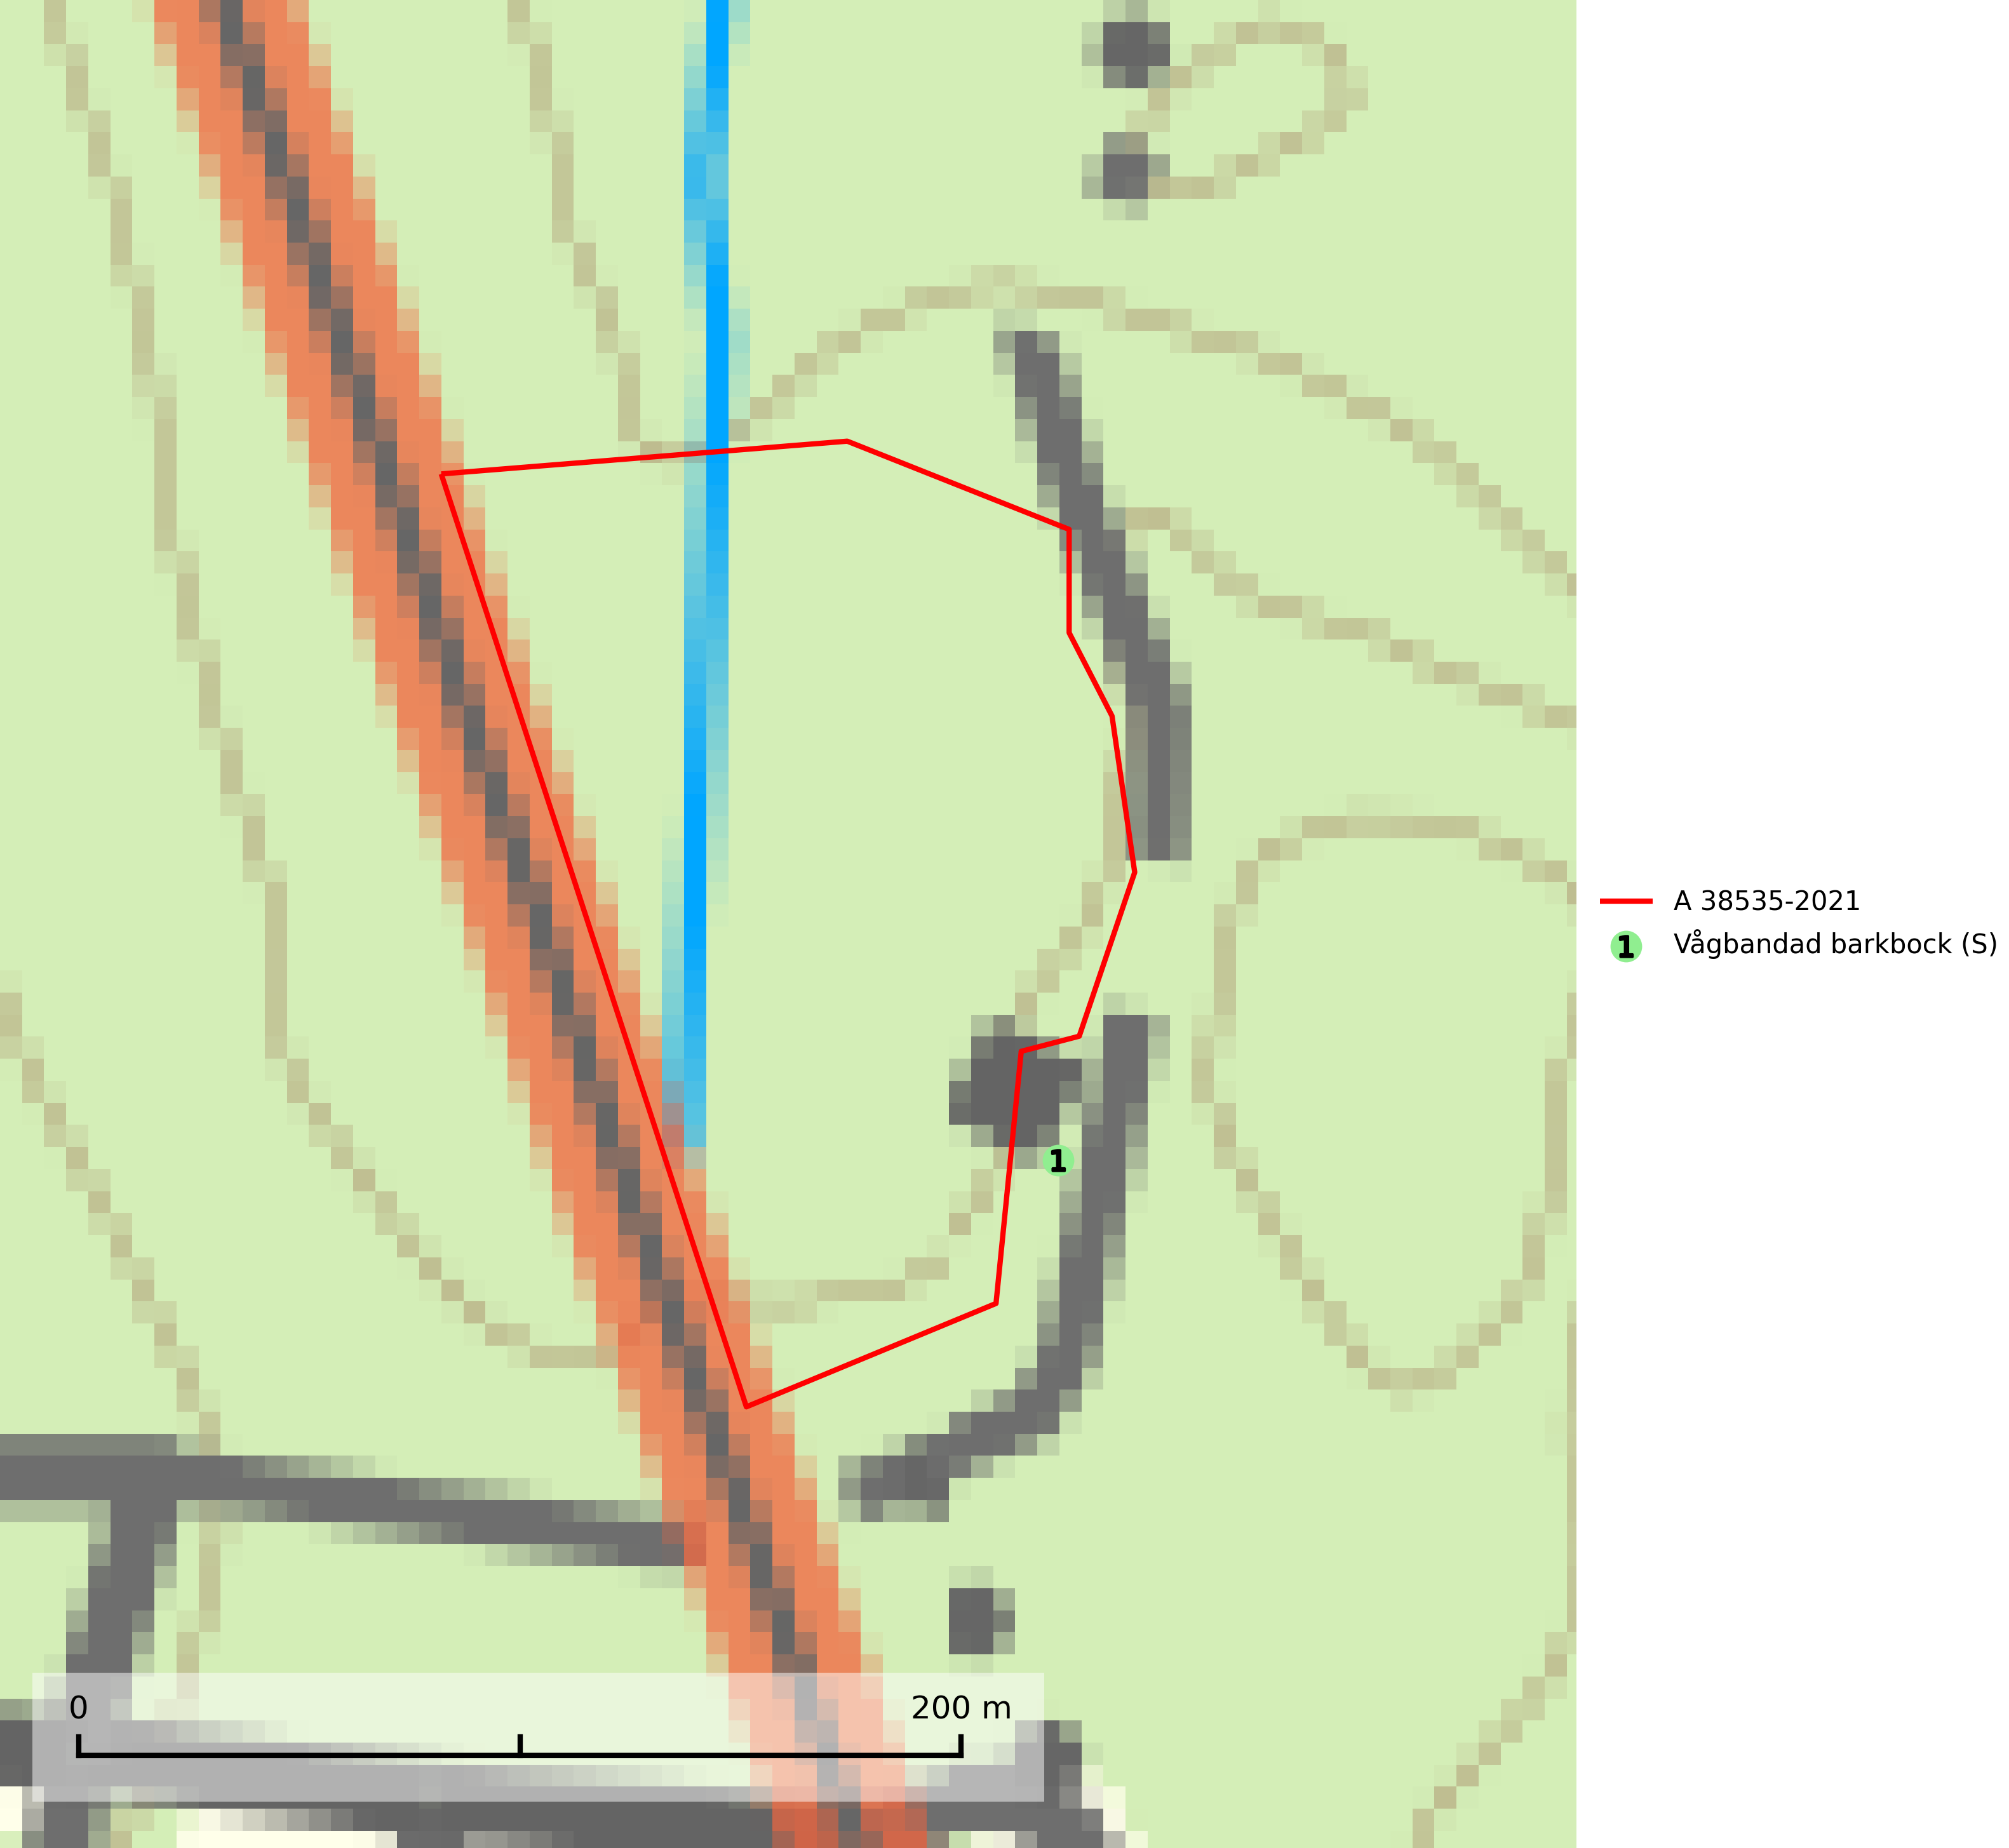 A 38535-2021
1 Vågbandad barkbock (S)
1
0 200 m